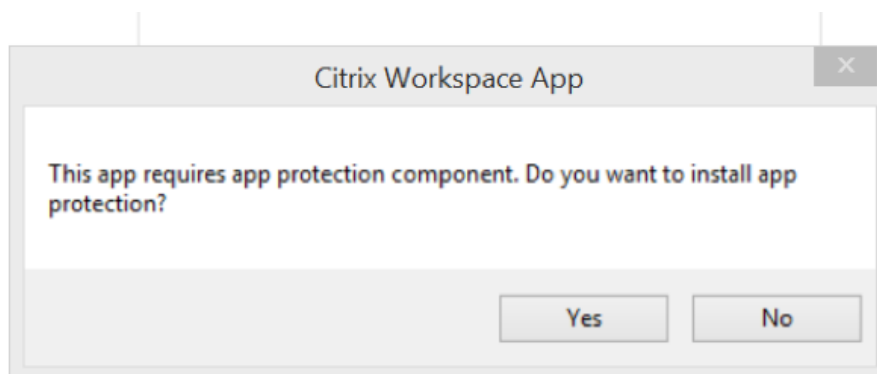 Citrix Workspace App
This app requires app protection component. Do you want to install app
protection?
Yes
No